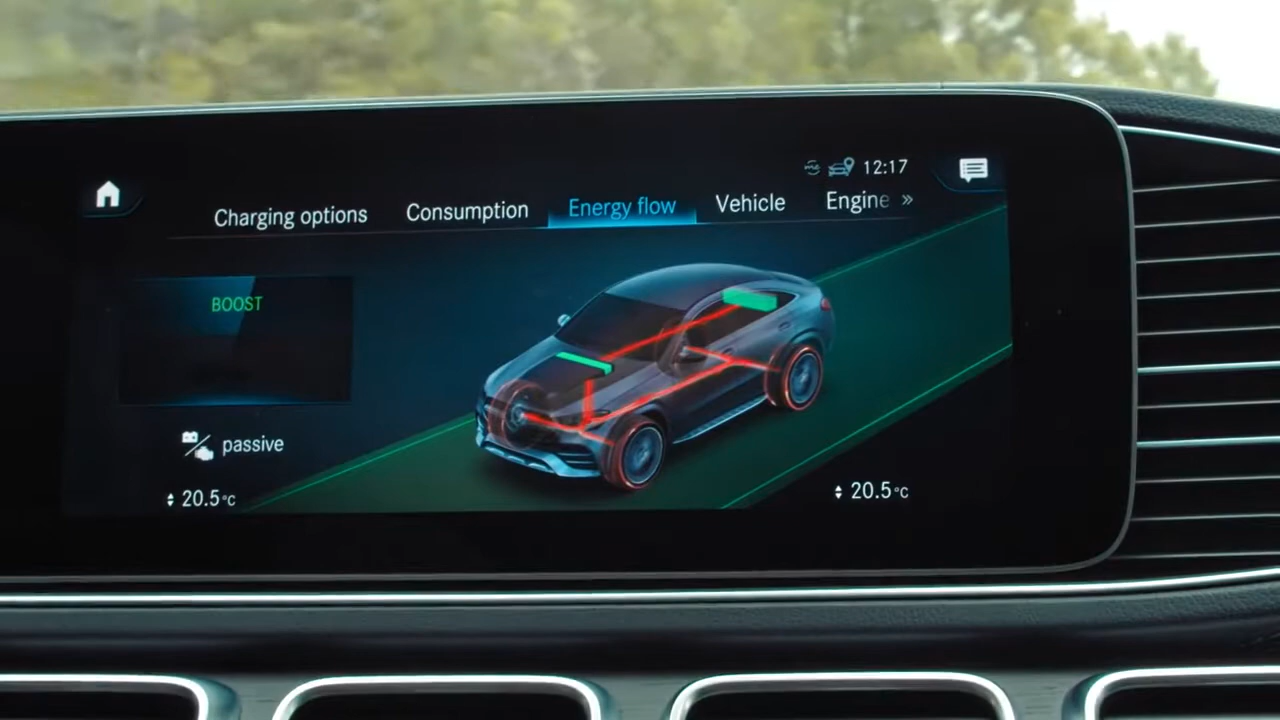 12:17
Charging options Consumption Energy flow Vehicle Engine »
BOOST
passive
20.5°C 20.5°C